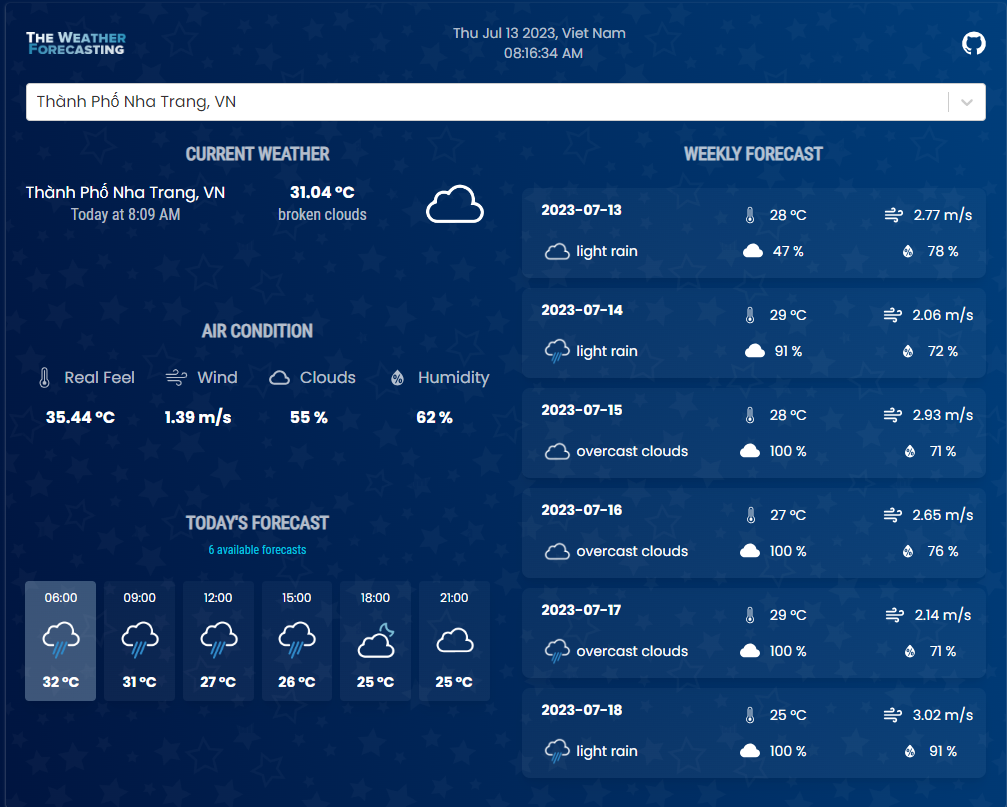 THE WEATHER
FORECASTING
Thu Jul 13 2023, Viet Nam
08:16:34 AM
Thành Phố Nha Trang, VN
CURRENT WEATHER
Thành Phố Nha Trang, VN
Today at 8:09 AM
31.04 °C
broken clouds
AIR CONDITION
Real Feel Wind Clouds Humidity
35.44 °C 1.39 m/s 55 % 62 %
TODAY'S FORECAST
6 available forecasts
06:00 09:00 12:00 15:00 18:00 21:00
32 °C 31 °C 27 °C 26 °C 25 °C 25 °C
WEEKLY FORECAST
2023-07-13 28 °C 2.77 m/s
light rain 47 % 78 %
2023-07-14 29 °C 2.06 m/s
light rain 91 % 72 %
2023-07-15 28 °C 2.93 m/s
overcast clouds 100 % 71 %
2023-07-16 27 °C 2.65 m/s
overcast clouds 100 % 76 %
2023-07-17 29 °C 2.14 m/s
overcast clouds 100 % 71 %
2023-07-18 25 °C 3.02 m/s
light rain 100 % 91 %